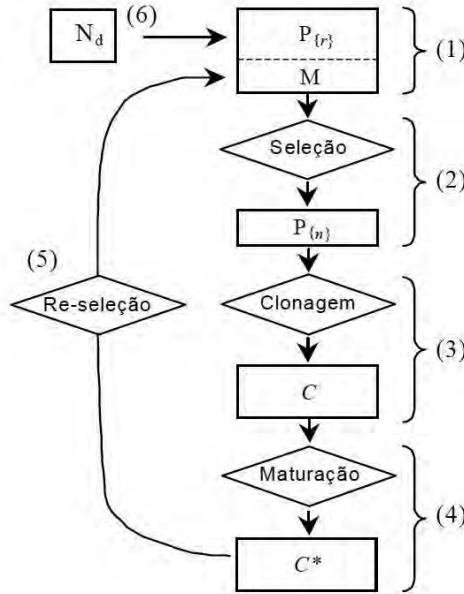 (6)
N_d
P_{r}
M
(1)
Seleção
(2)
P_{n}
(5)
Re-seleção
Clonagem
(3)
C
Maturação
(4)
C*